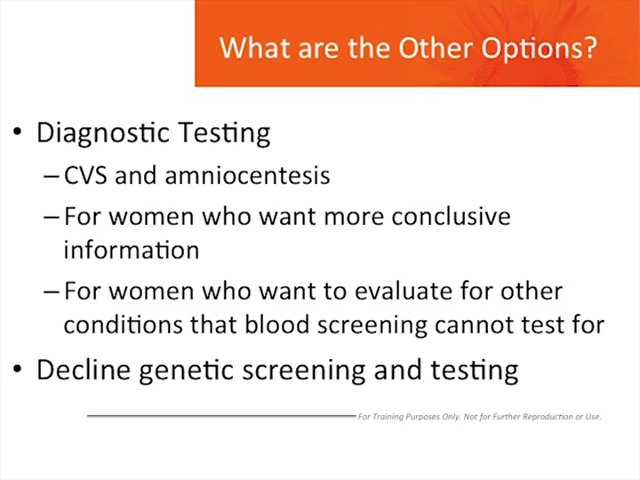 What are the Other Options?
• Diagnostic Testing
– CVS and amniocentesis
– For women who want more conclusive
information
– For women who want to evaluate for other
conditions that blood screening cannot test for
• Decline genetic screening and testing
For Training Purposes Only. Not for Further Reproduction or Use.